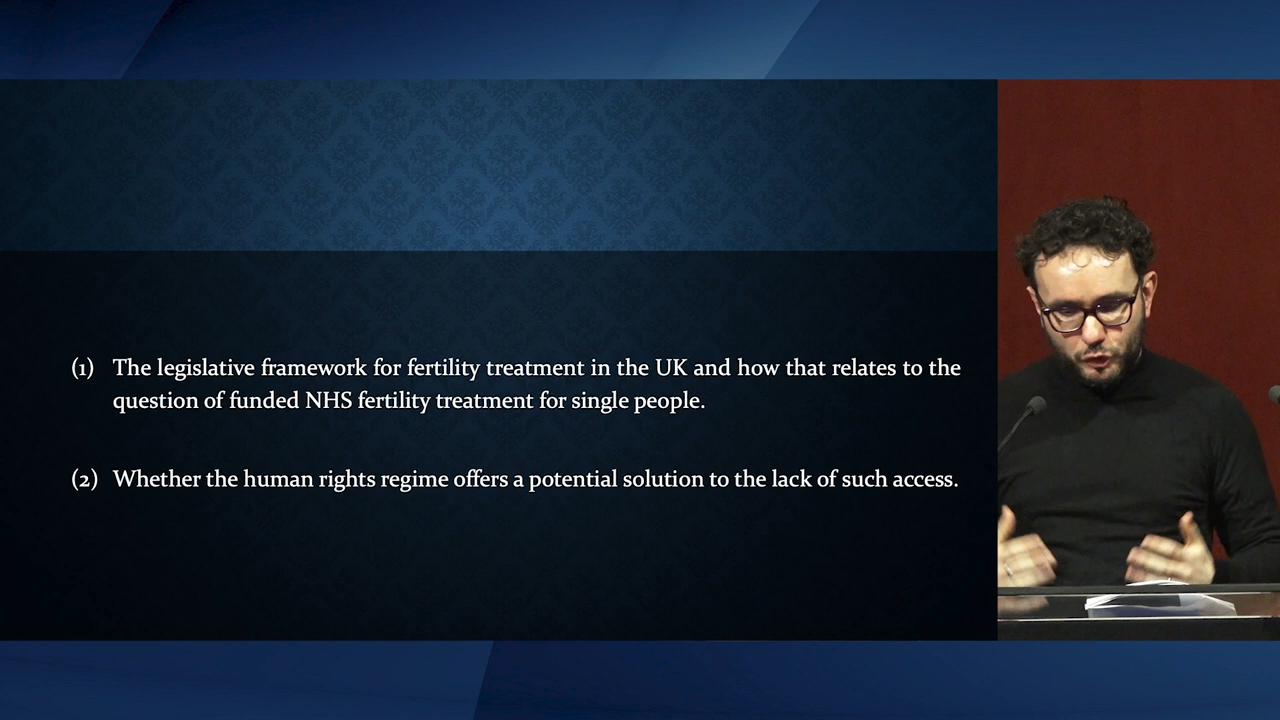 (1) The legislative framework for fertility treatment in the UK and how that relates to the
question of funded NHS fertility treatment for single people.
(2) Whether the human rights regime offers a potential solution to the lack of such access.